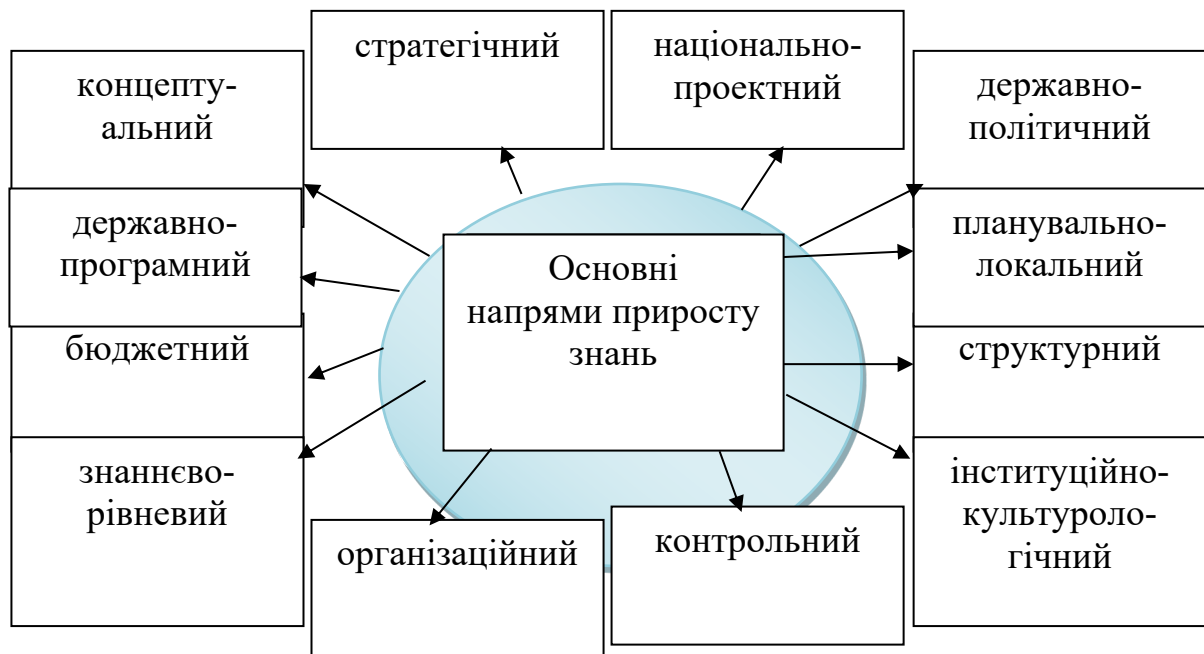 стратегічний
національно-
проектний
концепту-
альний
державно-
політичний
державно-
програмний
планувально-
локальний
Основні
напрями приросту
знань
бюджетний
структурний
знаннєво-
рівневий
інституційно-
культуроло-
гічний
організаційний
контрольний